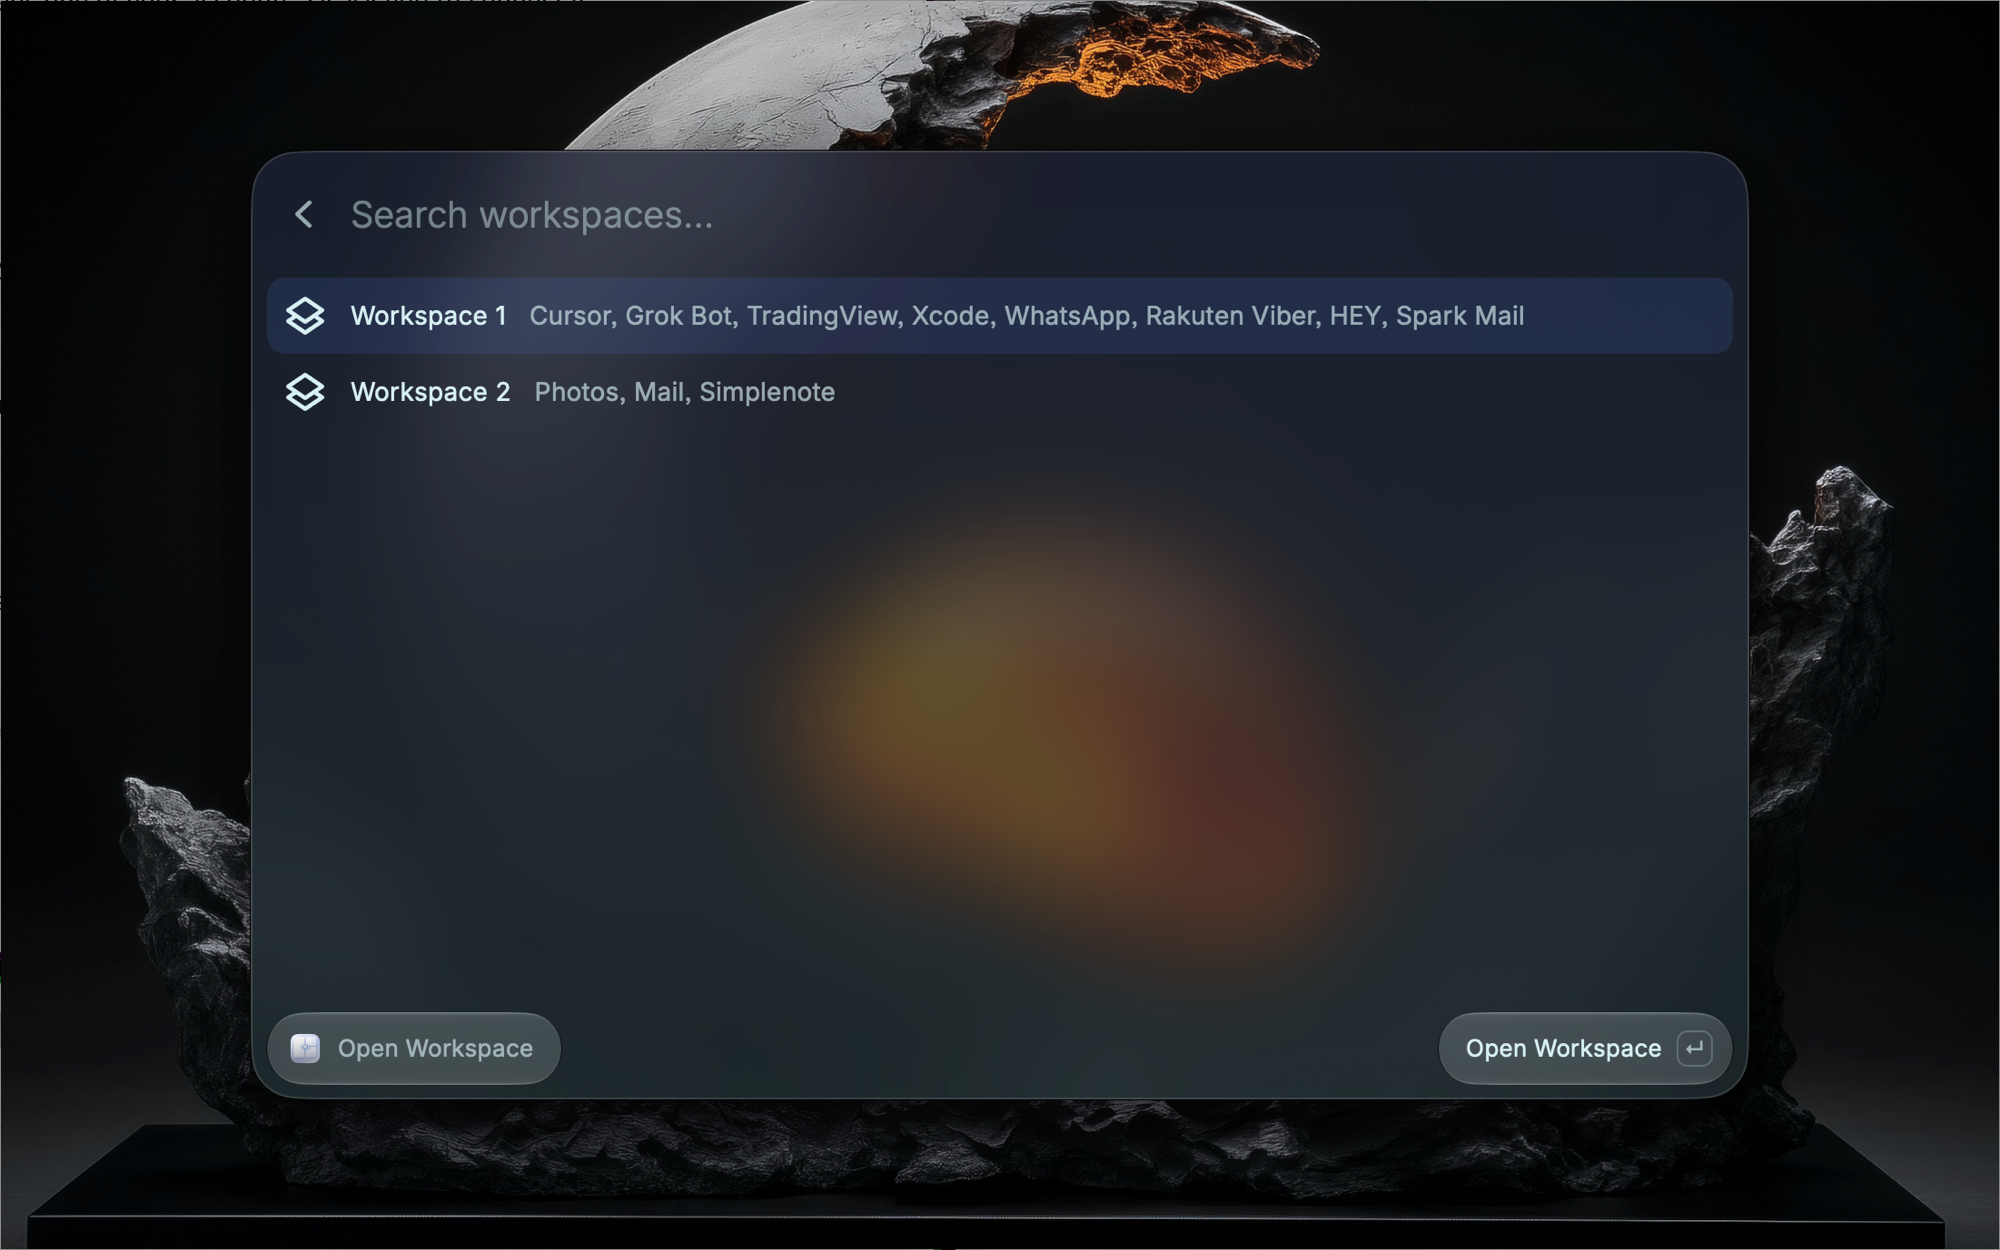 Search workspaces...
Workspace 1 Cursor, Grok Bot, TradingView, Xcode, WhatsApp, Rakuten Viber, HEY, Spark Mail
Workspace 2 Photos, Mail, Simplenote
Open Workspace
Open Workspace